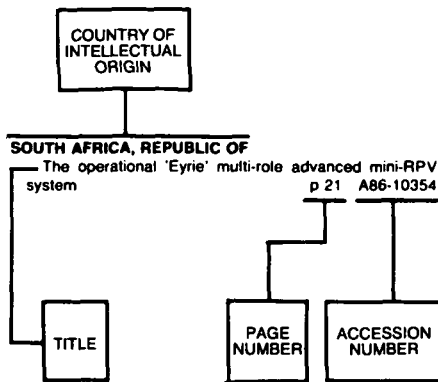 COUNTRY OF
INTELLECTUAL
ORIGIN
SOUTH AFRICA, REPUBLIC OF
The operational 'Eyrie' multi-role advanced mini-RPV
system p 21 A86-10354
TITLE
PAGE
NUMBER
ACCESSION
NUMBER